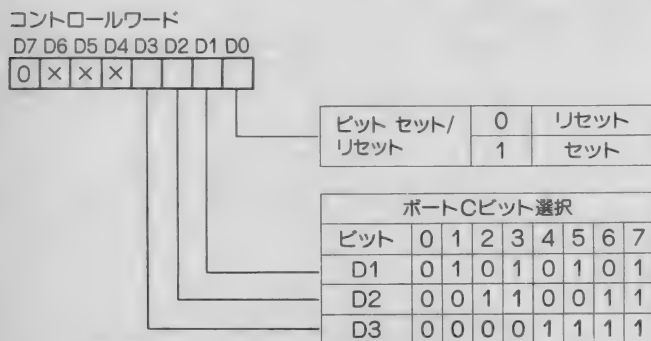 コントロールワード
D7 D6 D5 D4 D3 D2 D1 D0
0 × × ×
ビット セット/リセット 0 リセット
1 セット
ポートCビット選択
ビット 0 1 2 3 4 5 6 7
D1 0 1 0 1 0 1 0 1
D2 0 0 1 1 0 0 1 1
D3 0 0 0 0 1 1 1 1